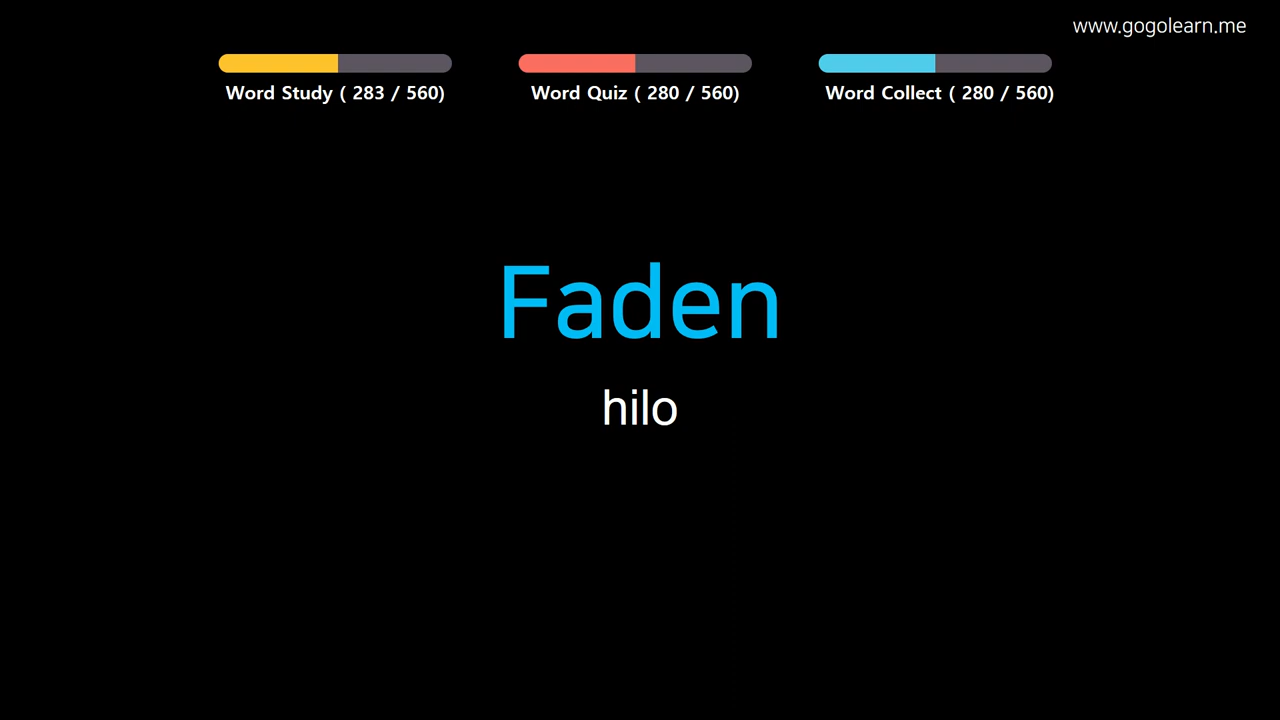 www.gogolearn.me
Word Study ( 283 / 560)
Word Quiz ( 280 / 560)
Word Collect ( 280 / 560)
Faden
hilo